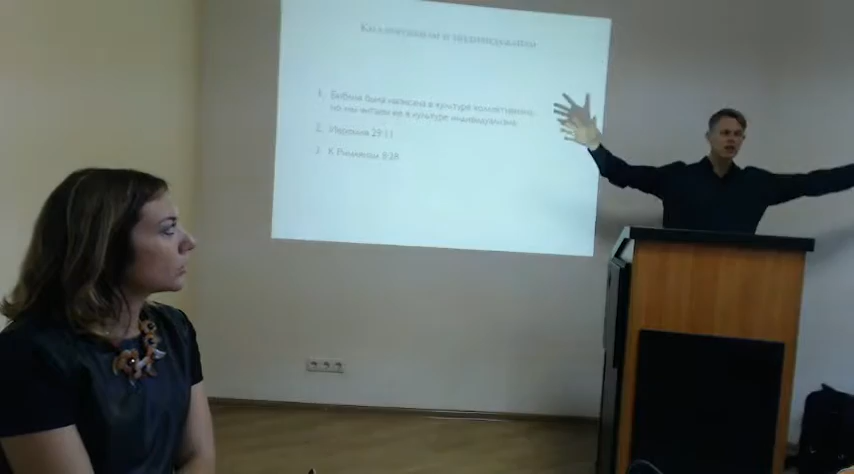 Коллективизм и индивидуализм
1. Библия была написана в культуре коллективизма,
но мы читаем ее в культуре индивидуализма
2. Иеремия 29:11
3. К Римлянам 8:28